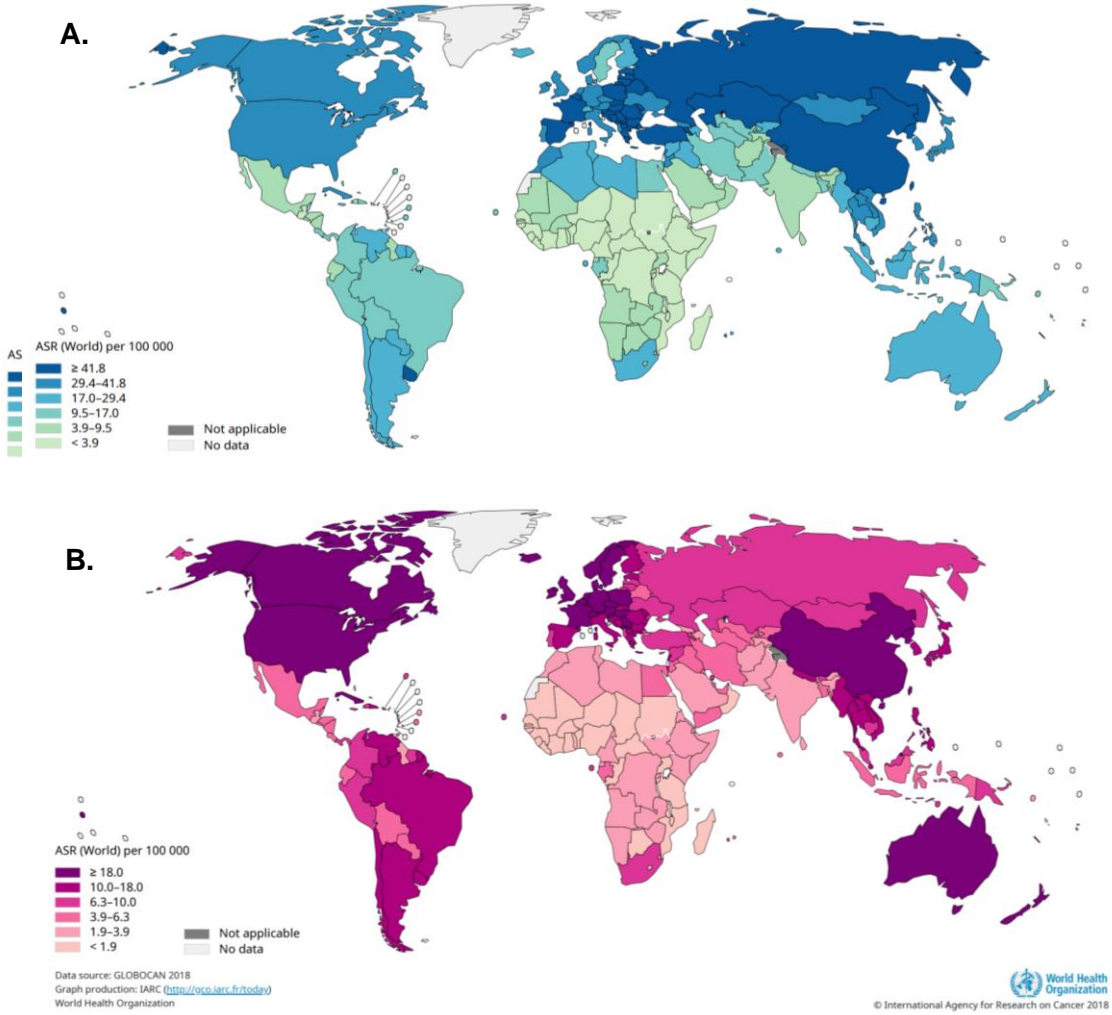 A.
AS
ASR (World) per 100 000
≥ 41.8
29.4–41.8
17.0–29.4
9.5–17.0
3.9–9.5
< 3.9
Not applicable
No data
B.
ASR (World) per 100 000
≥ 18.0
10.0–18.0
6.3–10.0
3.9–6.3
1.9–3.9
< 1.9
Not applicable
No data
Data source: GLOBOCAN 2018
Graph production: IARC (http://gco.iarc.fr/today)
World Health Organization
World Health
Organization
© International Agency for Research on Cancer 2018